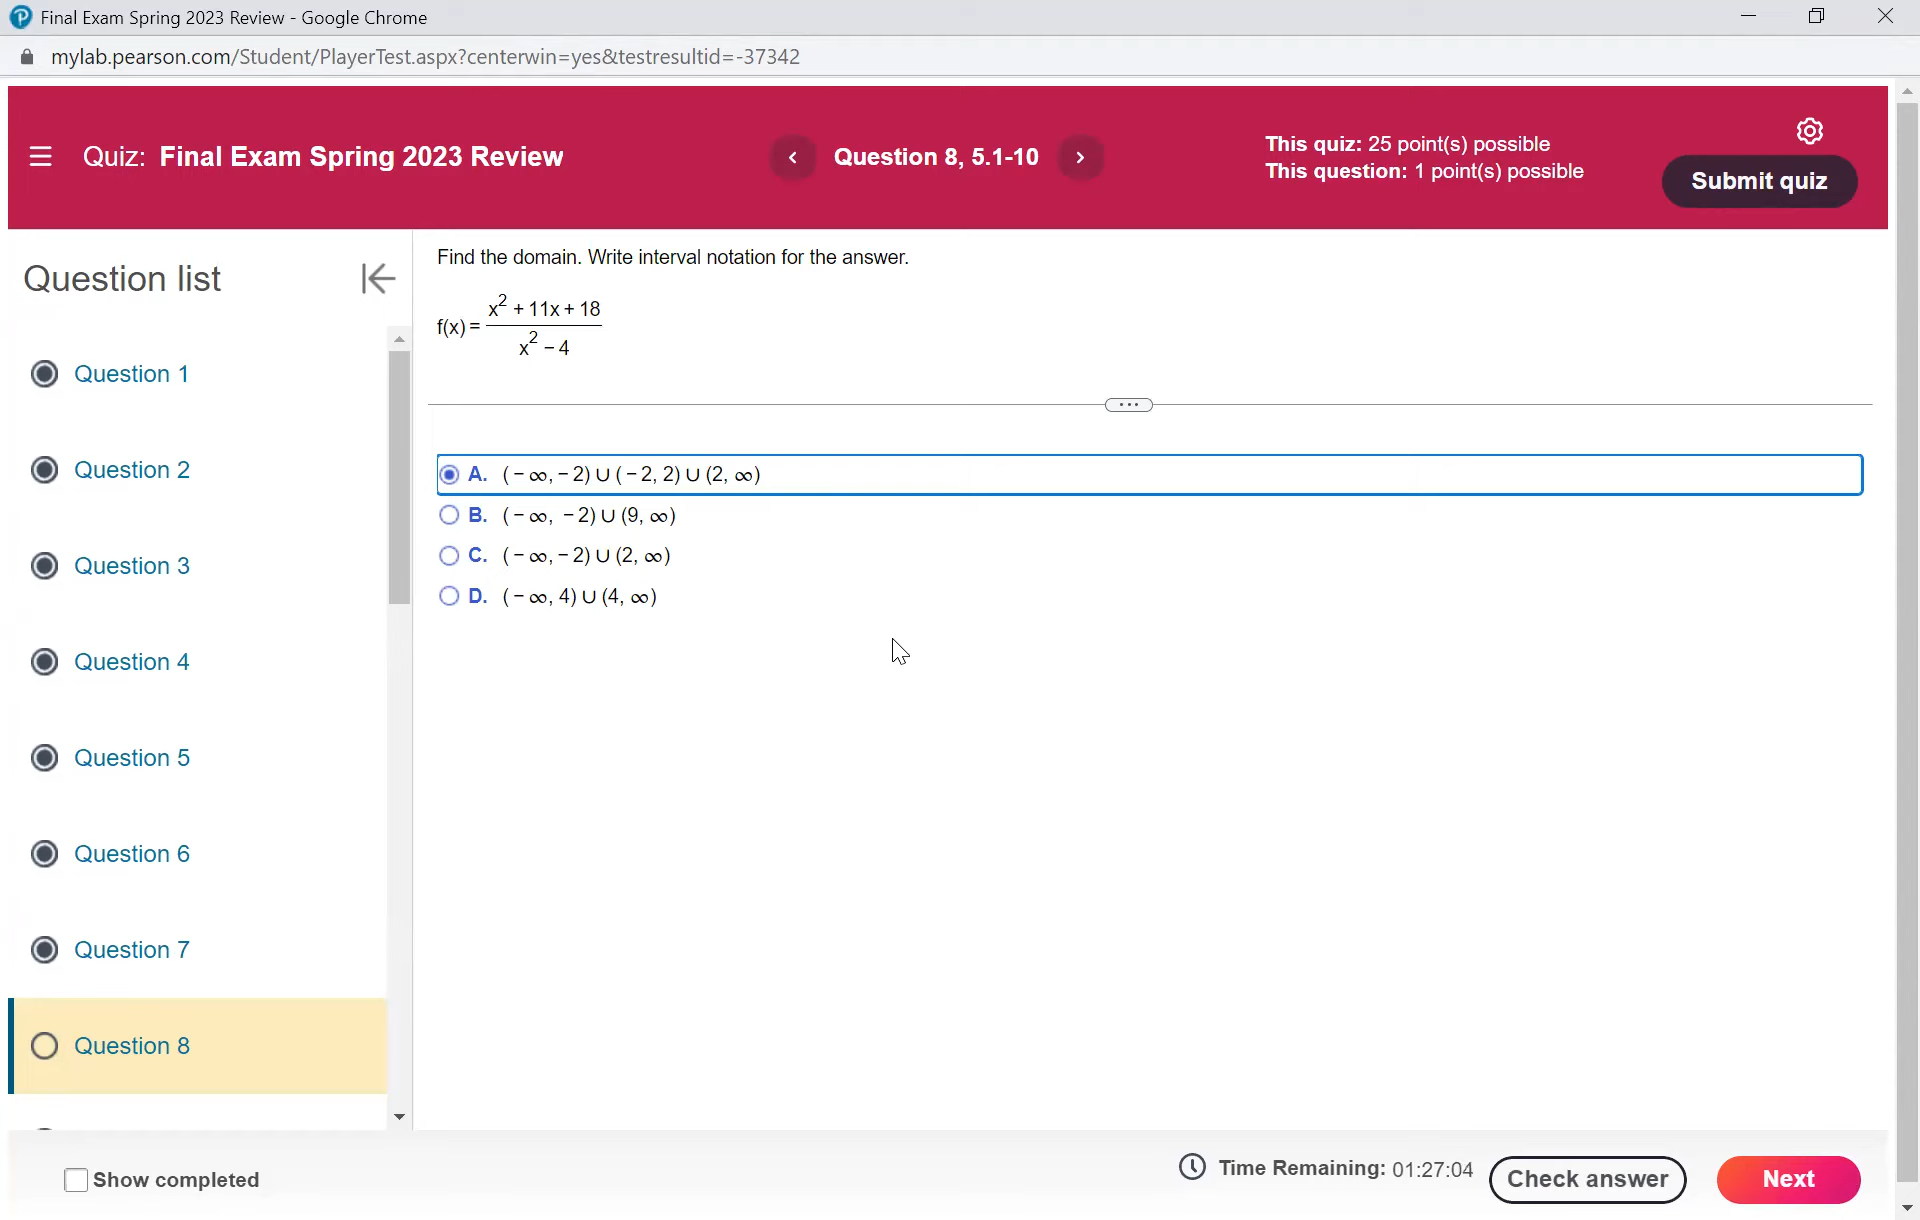 Final Exam Spring 2023 Review - Google Chrome
mylab.pearson.com/Student/PlayerTest.aspx?centerwin=yes&testresultid=-37342
Quiz: Final Exam Spring 2023 Review
Question 8, 5.1-10
This quiz: 25 point(s) possible
This question: 1 point(s) possible
Submit quiz
Question list
Question 1
Question 2
Question 3
Question 4
Question 5
Question 6
Question 7
Question 8
Find the domain. Write interval notation for the answer.
f(x) = (x² + 11x + 18)/(x² − 4)
A. (−∞, −2) ∪ (−2, 2) ∪ (2, ∞)
B. (−∞, −2) ∪ (9, ∞)
C. (−∞, −2) ∪ (2, ∞)
D. (−∞, 4) ∪ (4, ∞)
Show completed
Time Remaining: 01:27:04
Check answer
Next